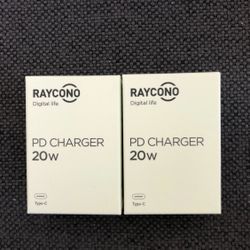 RAYCONO
Digital life
PD CHARGER
20W
Type-C
RAYCONO
Digital life
PD CHARGER
20W
Type-C